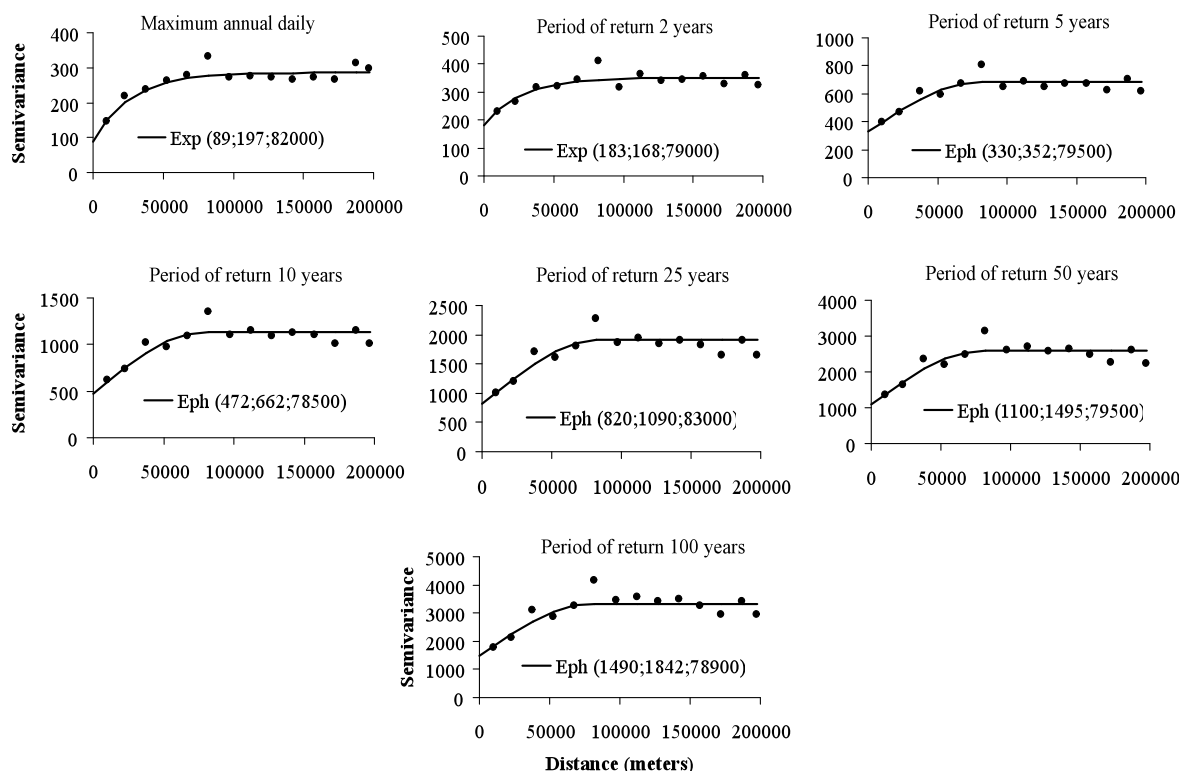 Maximum annual daily
400
300
200
100
0
Semivariance
Exp (89;197;82000)
0 50000 100000 150000 200000
Period of return 2 years
500
400
300
200
100
0
Exp (183;168;79000)
0 50000 100000 150000 200000
Period of return 5 years
1000
800
600
400
200
0
Eph (330;352;79500)
0 50000 100000 150000 200000
Period of return 10 years
1500
1000
500
0
Semivariance
Eph (472;662;78500)
0 50000 100000 150000 200000
Period of return 25 years
2500
2000
1500
1000
500
0
Eph (820;1090;83000)
0 50000 100000 150000 200000
Period of return 50 years
4000
3000
2000
1000
0
Eph (1100;1495;79500)
0 50000 100000 150000 200000
Period of return 100 years
5000
4000
3000
2000
1000
0
Semivariance
Eph (1490;1842;78900)
0 50000 100000 150000 200000
Distance (meters)